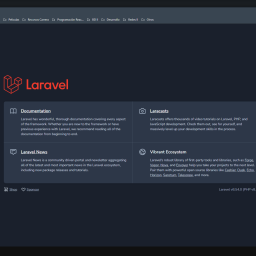 Laravel
Documentation
Laravel has wonderful, thorough documentation covering every aspect
of the framework. Whether you are new to the framework or have
previous experience with Laravel, we recommend reading all of the
documentation from beginning to end.
Laracasts
Laracasts offers thousands of video tutorials on Laravel, PHP, and
JavaScript development. Check them out, see for yourself, and
massively level up your development skills in the process.
Laravel News
Laravel News is a community driven portal and newsletter aggregating
all of the latest and most important news in the Laravel ecosystem,
including new package releases and tutorials.
Vibrant Ecosystem
Laravel's robust library of first-party tools and libraries, such as Forge,
Vapor, Nova, and Envoyer help you take your projects to the next level.
Pair them with powerful open source libraries like Cashier, Dusk, Echo,
Horizon, Sanctum, Telescope, and more.
Shop
Sponsor